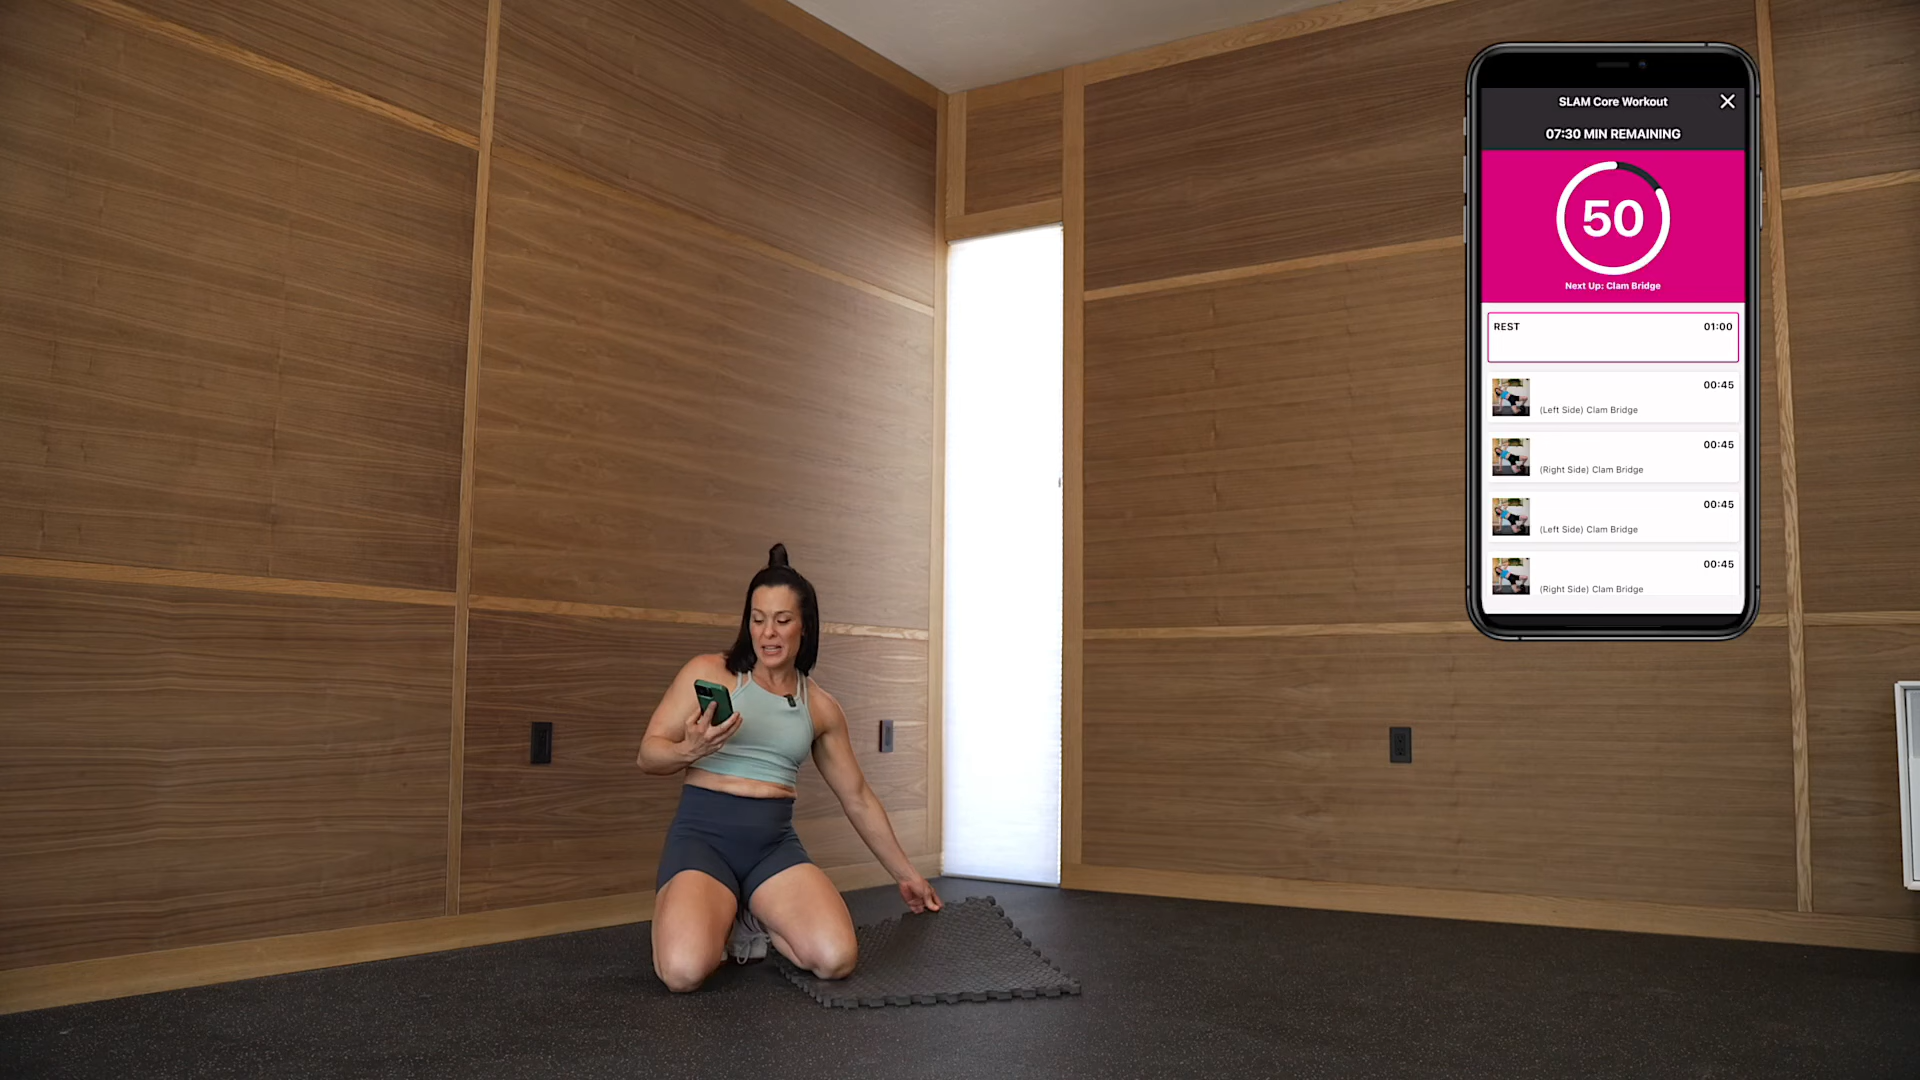 SLAM Core Workout
07:30 MIN REMAINING
50
Next Up: Clam Bridge
REST 01:00
00:45
(Left Side) Clam Bridge
00:45
(Right Side) Clam Bridge
00:45
(Left Side) Clam Bridge
00:45
(Right Side) Clam Bridge